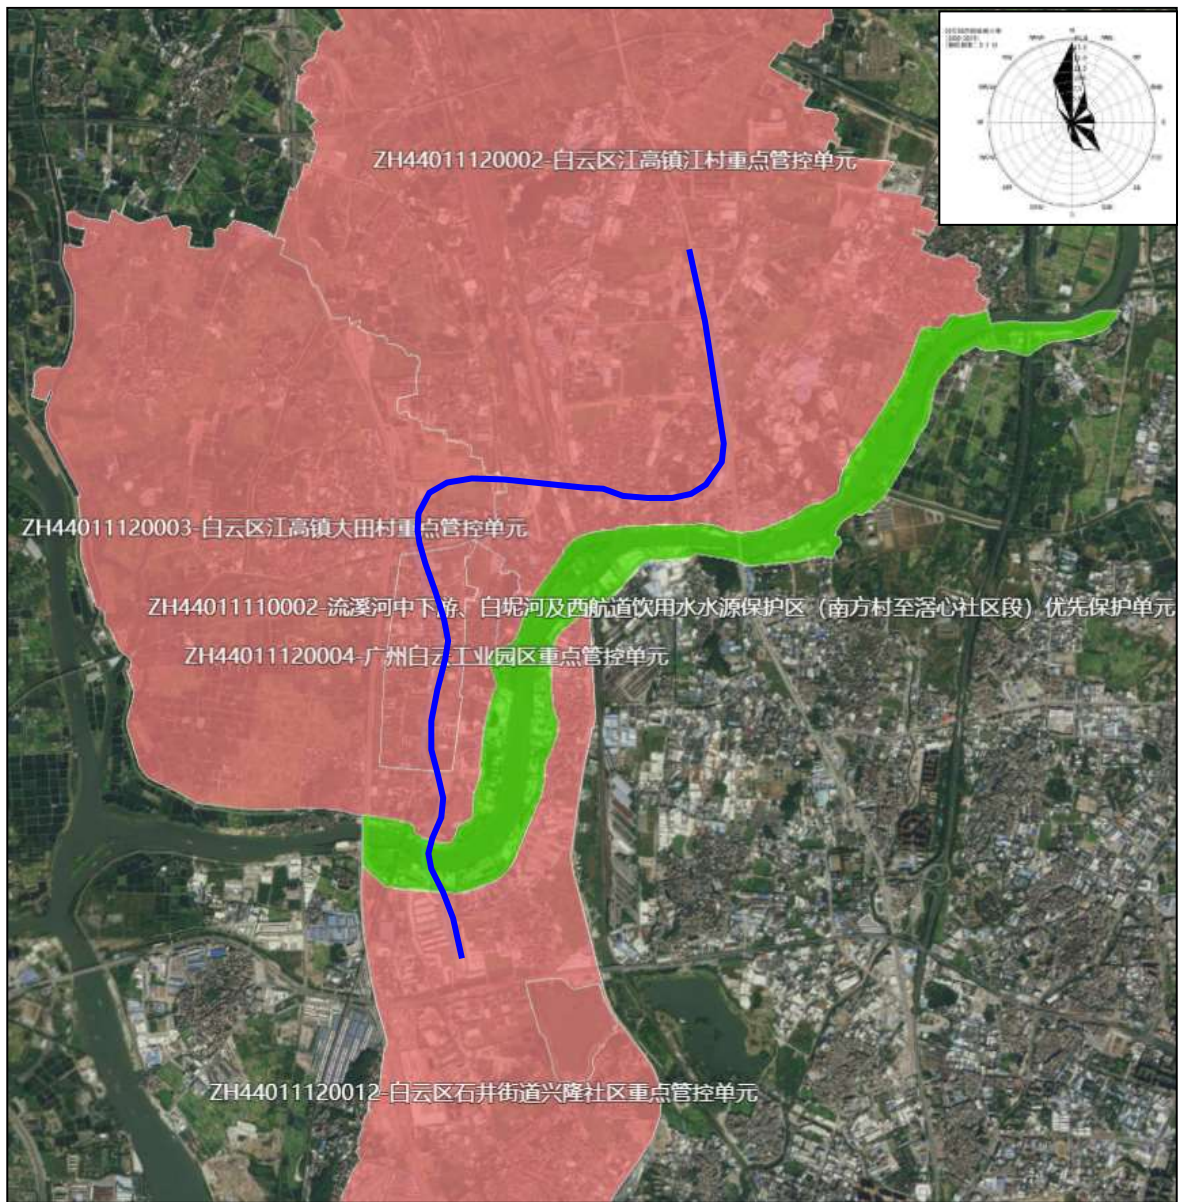 ZH44011120002-白云区江高镇江村重点管控单元
ZH44011120003-白云区江高镇大田村重点管控单元
ZH44011110002-流溪河中下游、白坭河及西航道饮用水水源保护区（南方村至滘心社区段）优先保护单元
ZH44011120004-广州白云工业园区重点管控单元
ZH44011120012-白云区石井街道兴隆社区重点管控单元